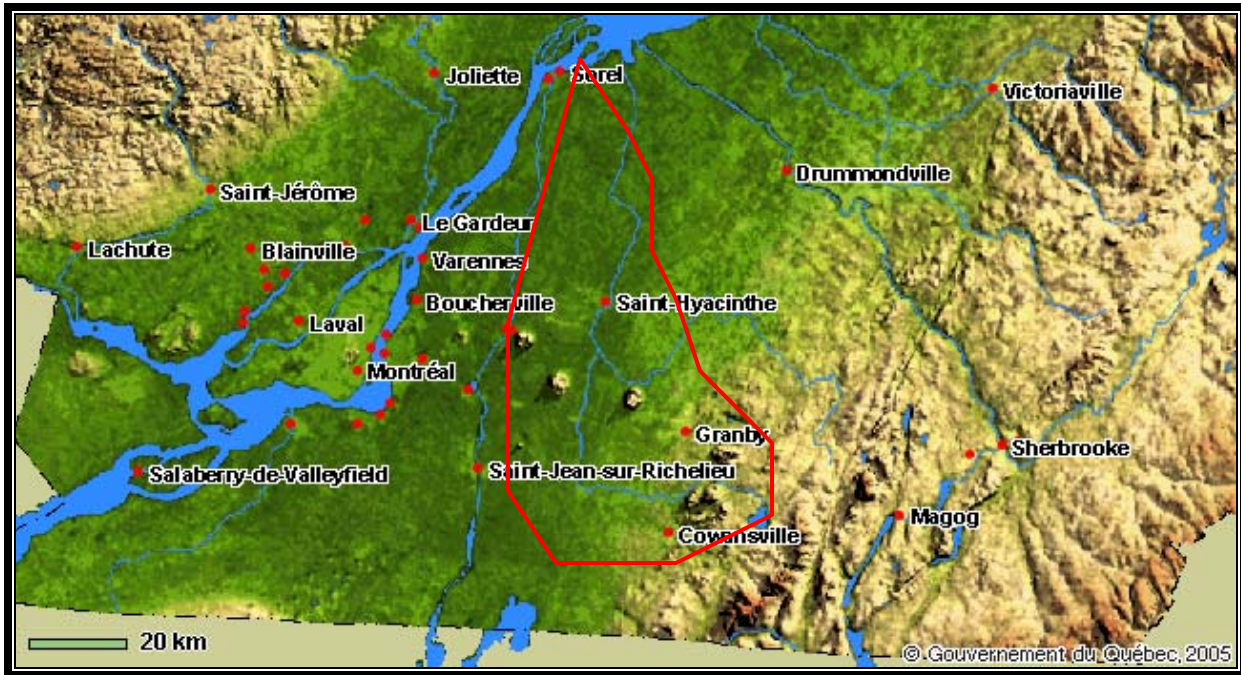 Joliette
Sorel
Victoriaville
Drummondville
Saint-Jérôme
Le Gardeur
Lachute
Blainville
Varennes
Boucherville
Saint-Hyacinthe
Laval
Montréal
Granby
Sherbrooke
Salaberry-de-Valleyfield
Saint-Jean-sur-Richelieu
Magog
Cowansville
20 km
© Gouvernement du Québec, 2005